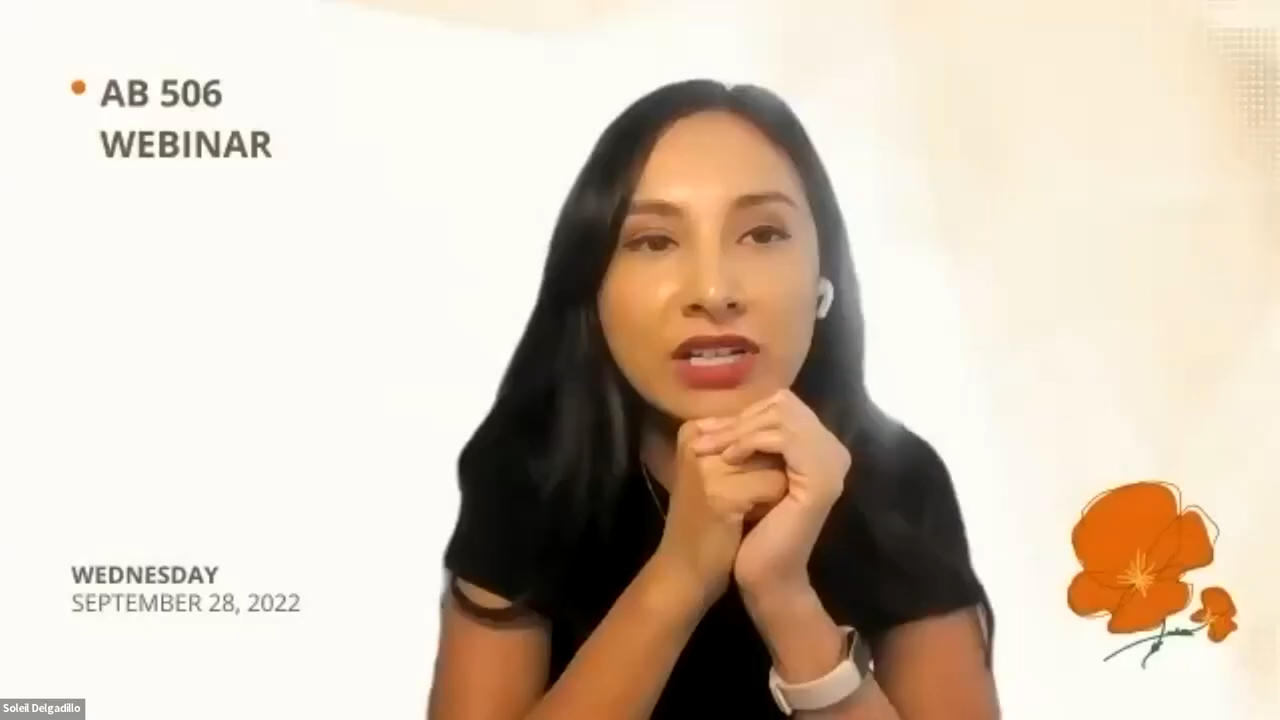 AB 506
WEBINAR
WEDNESDAY
SEPTEMBER 28, 2022
Soleil Delgadillo